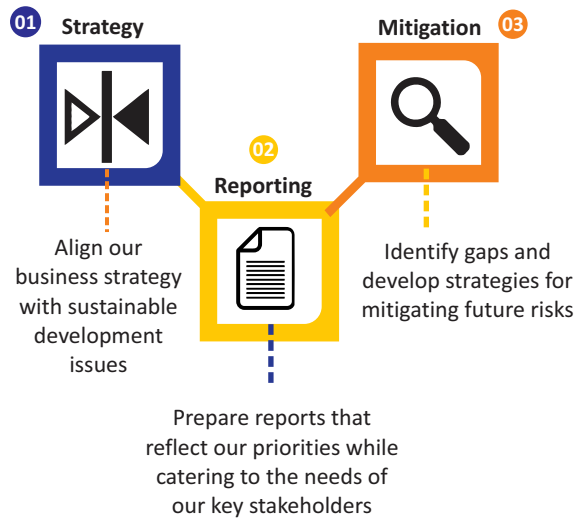 01
Strategy
Align our
business strategy
with sustainable
development
issues
02
Reporting
Prepare reports that
reflect our priorities while
catering to the needs of
our key stakeholders
Mitigation 03
Identify gaps and
develop strategies for
mitigating future risks